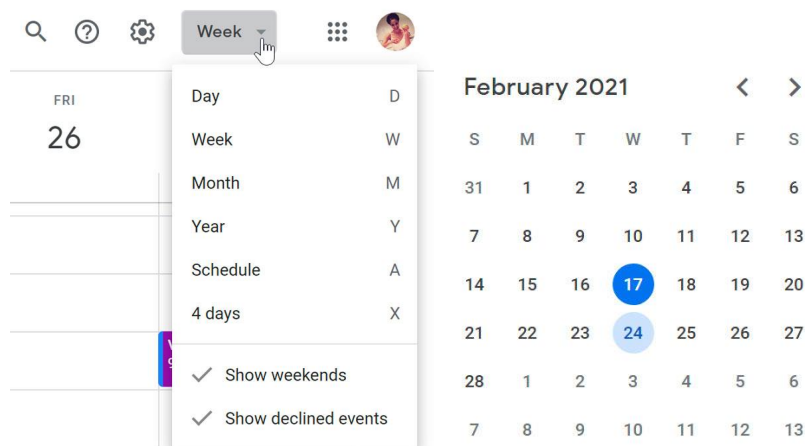 Week
FRI
26
Day D
Week W
Month M
Year Y
Schedule A
4 days X
Show weekends
Show declined events
February 2021
S M T W T F S
31 1 2 3 4 5 6
7 8 9 10 11 12 13
14 15 16 17 18 19 20
21 22 23 24 25 26 27
28 1 2 3 4 5 6
7 8 9 10 11 12 13